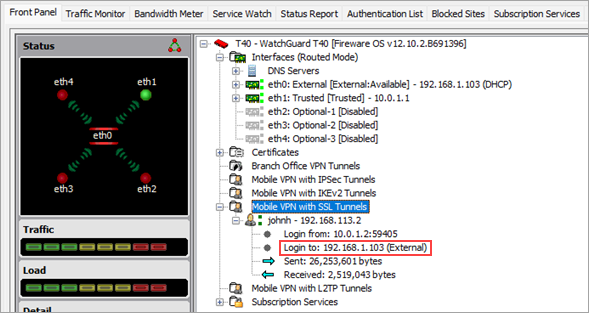 Front Panel Traffic Monitor Bandwidth Meter Service Watch Status Report Authentication List Blocked Sites Subscription Services
Status
eth4
eth1
eth0
eth3
eth2
Traffic
Load
Detail
T40 - WatchGuard T40 [Fireware OS v12.10.2.B691396]
Interfaces (Routed Mode)
DNS Servers
eth0: External [External:Available] - 192.168.1.103 (DHCP)
eth1: Trusted [Trusted] - 10.0.1.1
eth2: Optional-1 [Disabled]
eth3: Optional-2 [Disabled]
eth4: Optional-3 [Disabled]
Certificates
Branch Office VPN Tunnels
Mobile VPN with IPSec Tunnels
Mobile VPN with IKEv2 Tunnels
Mobile VPN with SSL Tunnels
johnh - 192.168.113.2
Login from: 10.0.1.2:59405
Login to: 192.168.1.103 (External)
Sent: 26,253,601 bytes
Received: 2,519,043 bytes
Mobile VPN with L2TP Tunnels
Subscription Services